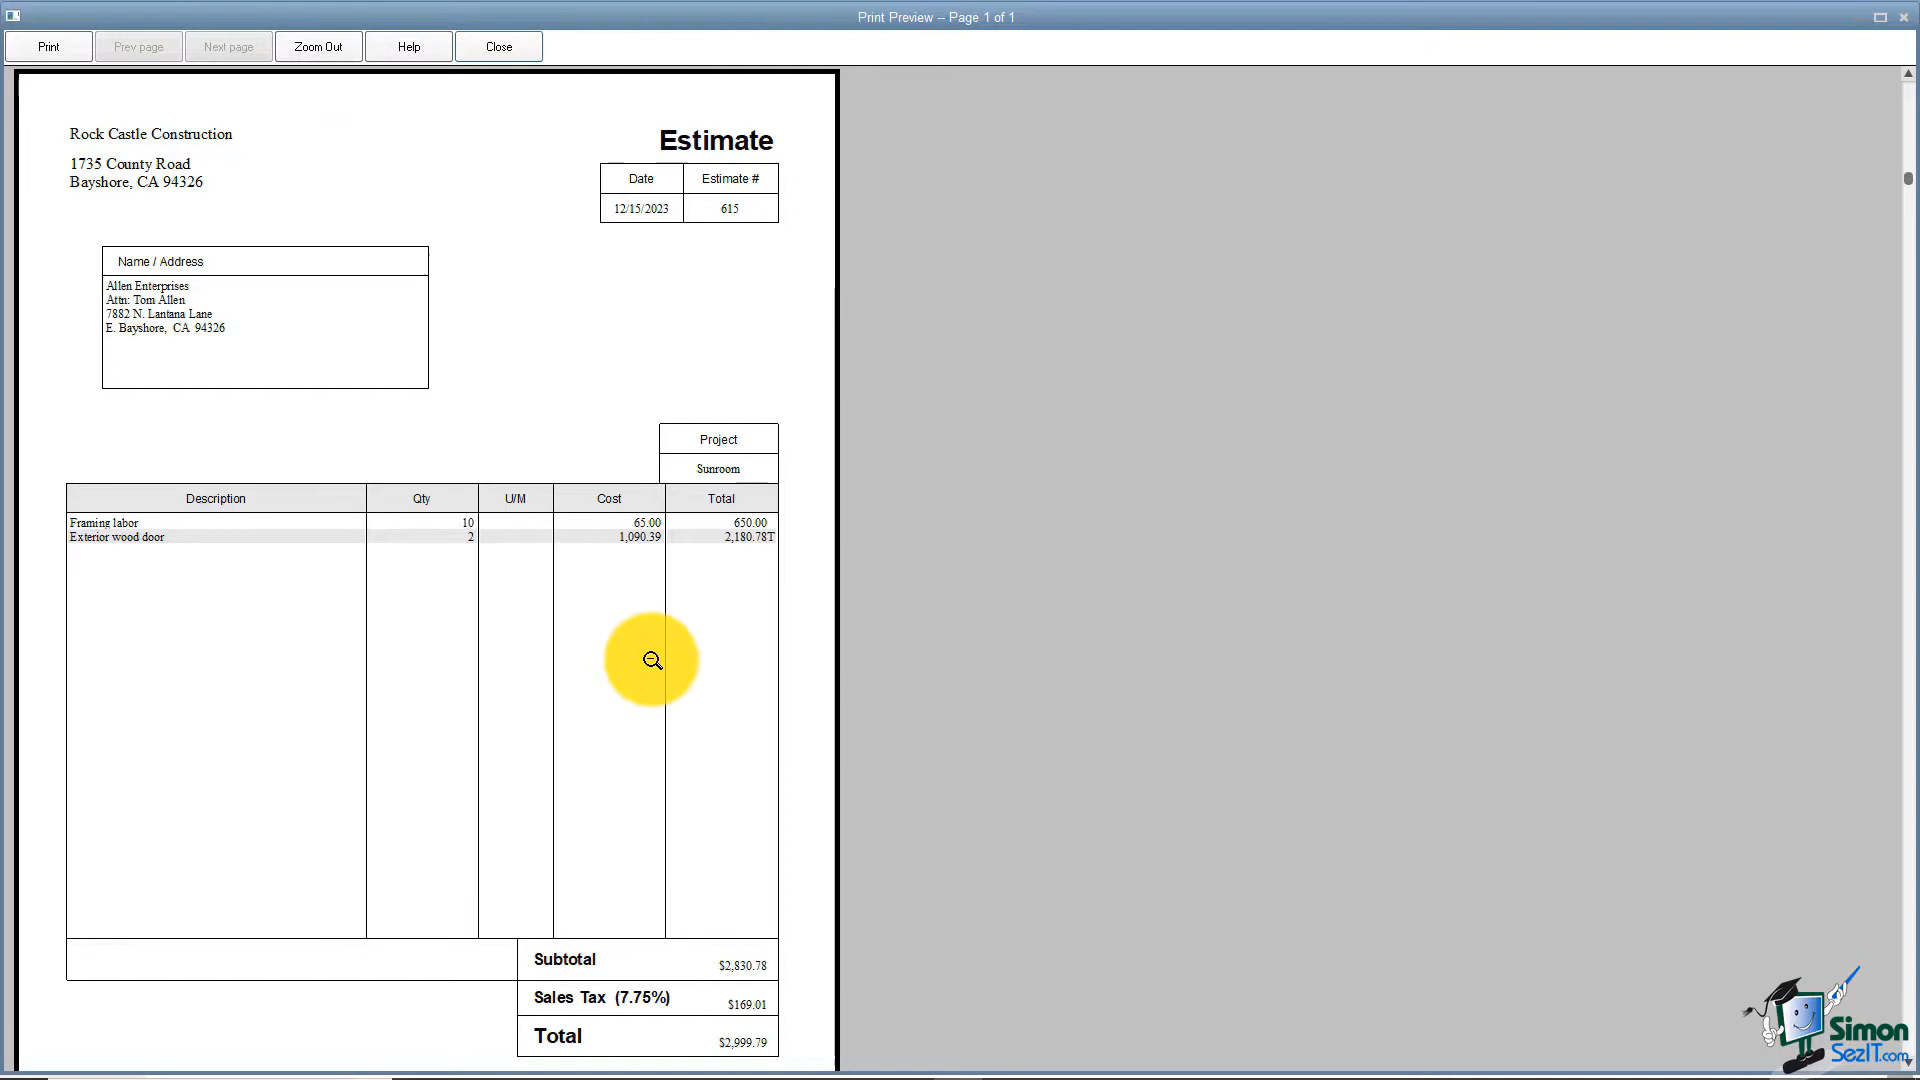 Print Preview -- Page 1 of 1
Print Prev page Next page Zoom Out Help Close
Rock Castle Construction
1735 County Road
Bayshore, CA 94326
Estimate
Date Estimate #
12/15/2023 615
Name / Address
Allen Enterprises
Attn: Tom Allen
7882 N. Lantana Lane
E. Bayshore, CA 94326
Project
Sunroom
Description Qty U/M Cost Total
Framing labor 10 65.00 650.00
Exterior wood door 2 1,090.39 2,180.78T
Subtotal $2,830.78
Sales Tax (7.75%) $169.01
Total $2,999.79
Simon
SezIT.com